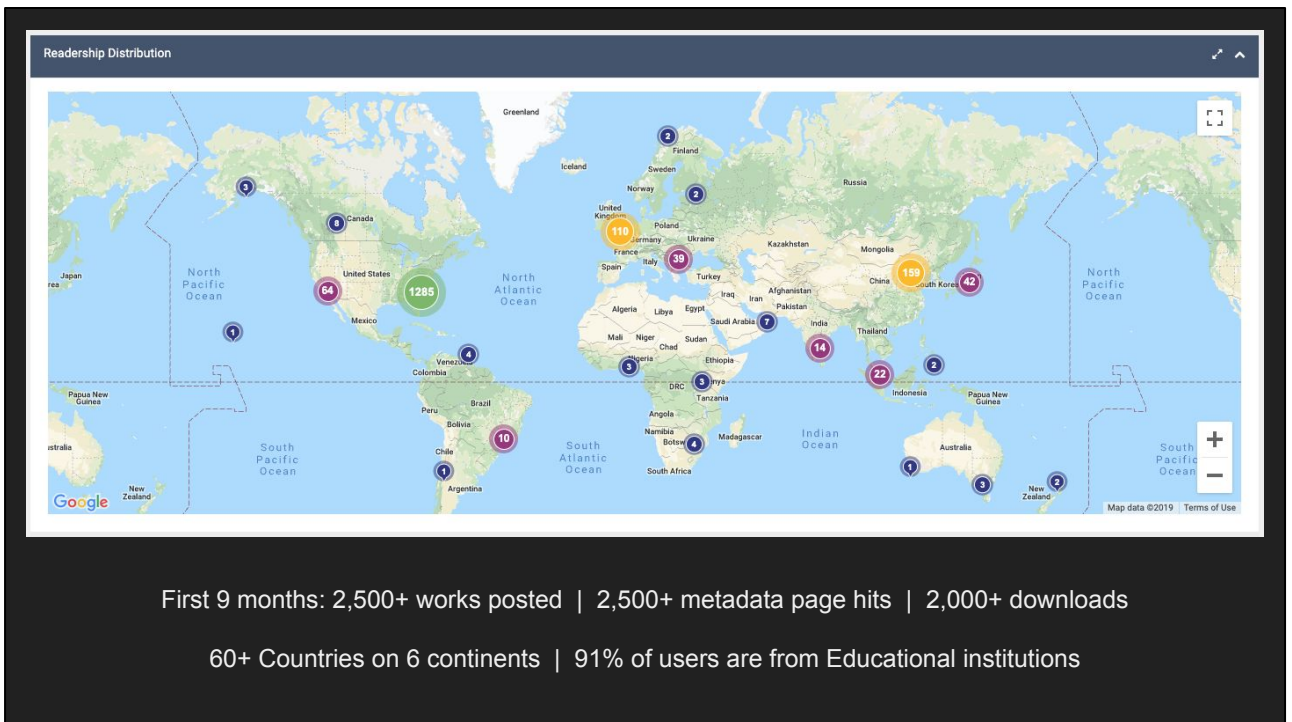 Readership Distribution
Greenland
2
Finland
Iceland
Sweden
Russia
3
Norway
2
8
Canada
United Kingdom
110
Poland
Germany
Ukraine
Kazakhstan
Mongolia
France
Italy
39
Spain
Turkey
Japan
North Pacific Ocean
64
United States
1285
North Atlantic Ocean
159
China
South Korea
42
North Pacific Ocean
Iraq
Iran
Afghanistan
Pakistan
Algeria
Libya
Egypt
Saudi Arabia
7
India
Mexico
1
Thailand
14
Mali
Niger
Chad
Sudan
4
Venezuela
Nigeria
3
Ethiopia
Colombia
22
2
DRC
3
Kenya
Tanzania
Indonesia
Papua New Guinea
Papua New Guinea
Peru
Brazil
Angola
Bolivia
10
Namibia
Botsw
4
Madagascar
Indian Ocean
South Pacific Ocean
South Atlantic Ocean
Australia
South Pacific Ocean
stralia
Chile
1
South Africa
1
3
2
Argentina
New Zealand
New Zealand
Google
Map data ©2019 Terms of Use
First 9 months: 2,500+ works posted | 2,500+ metadata page hits | 2,000+ downloads
60+ Countries on 6 continents | 91% of users are from Educational institutions